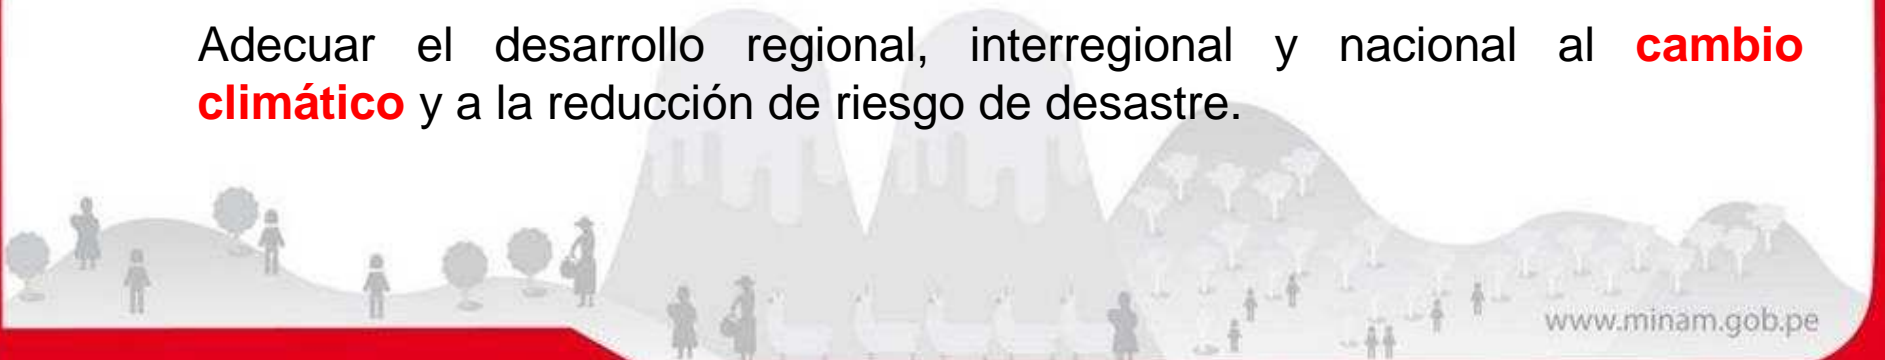 Adecuar el desarrollo regional, interregional y nacional al cambio
climático y a la reducción de riesgo de desastre.
www.minam.gob.pe